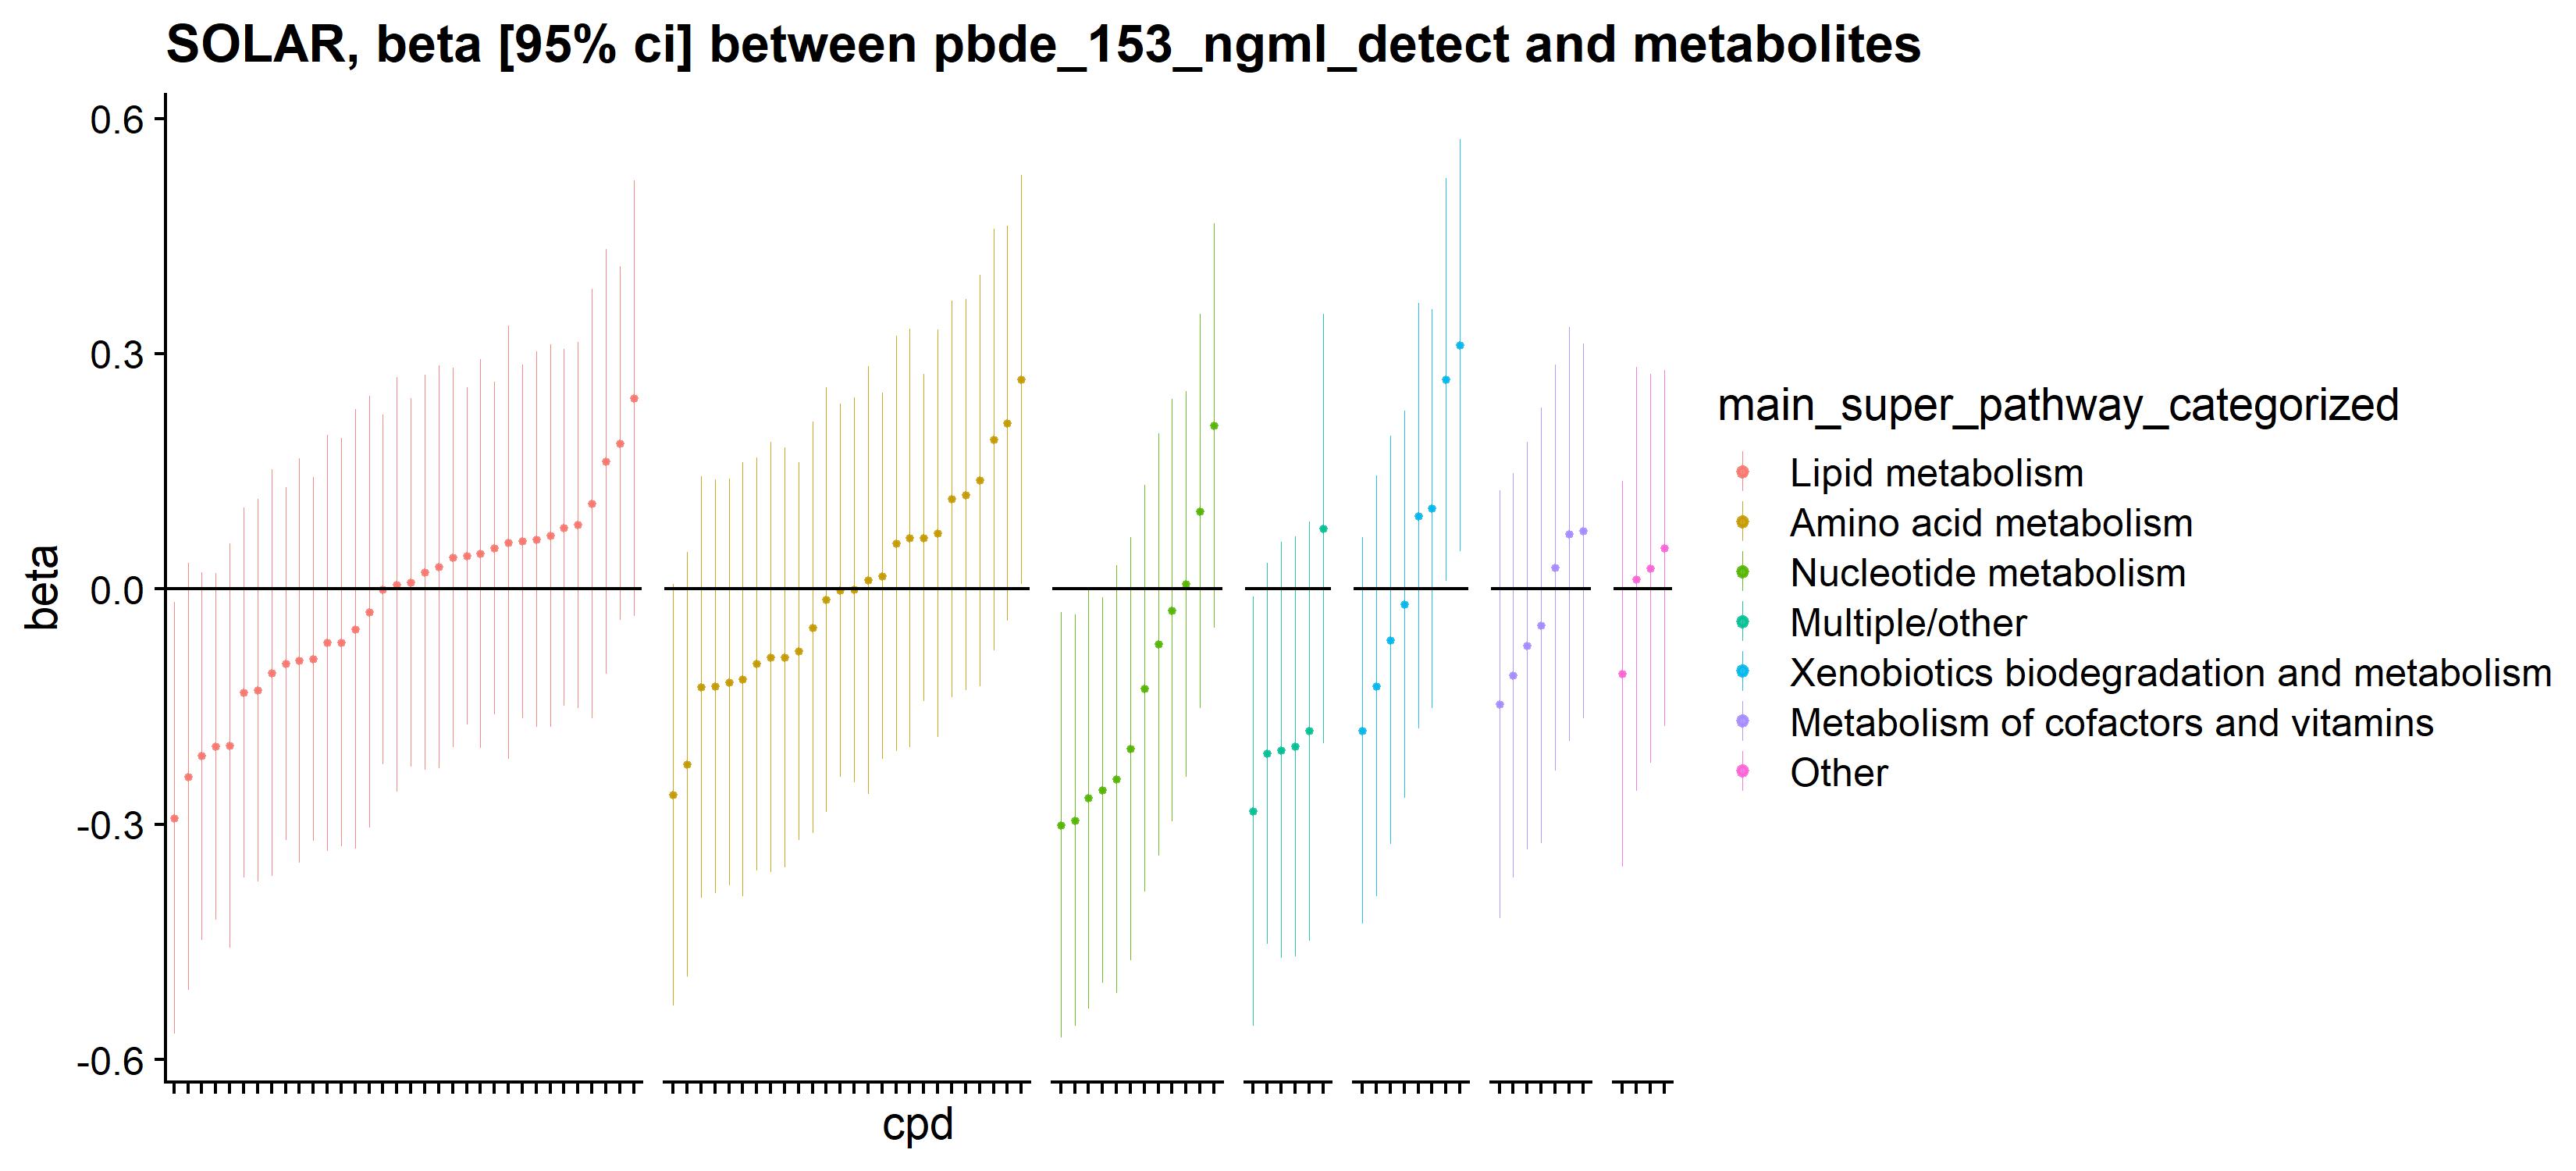 SOLAR, beta [95% ci] between pbde_153_ngml_detect and metabolites
0.6
0.3
0.0
-0.3
-0.6
beta
cpd
main_super_pathway_categorized
Lipid metabolism
Amino acid metabolism
Nucleotide metabolism
Multiple/other
Xenobiotics biodegradation and metabolism
Metabolism of cofactors and vitamins
Other